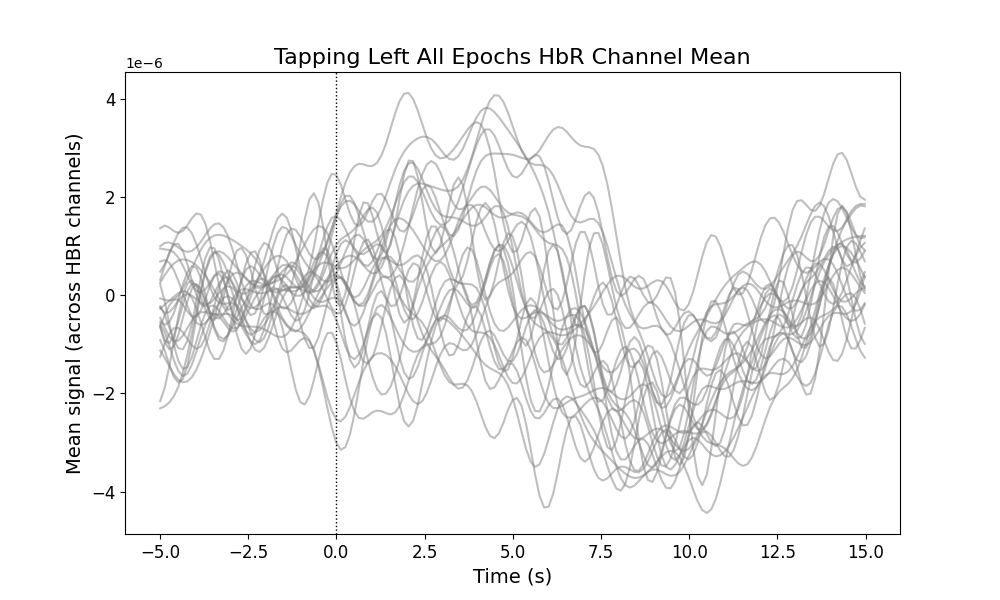 Tapping Left All Epochs HbR Channel Mean
1e−6
Mean signal (across HBR channels)
4
2
0
−2
−4
−5.0 −2.5 0.0 2.5 5.0 7.5 10.0 12.5 15.0
Time (s)